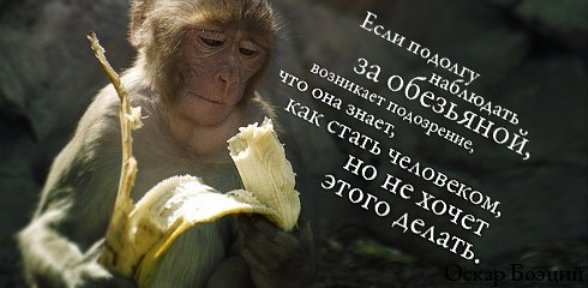 Если подолгу
наблюдать
за обезьяной,
возникает подозрение,
что она знает,
как стать человеком,
но не хочет
этого делать.
Оскар Боэций